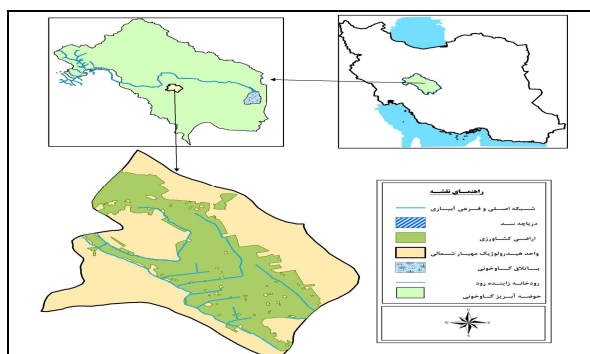 راهنمای نقشه
شبکه اصلی و فرعی آبیاری
دریاچه سد
اراضی کشاورزی
واحد هیدرولوژیک مهیار شمالی
باتلاق گاوخونی
رودخانه زاینده رود
حوضه آبریز گاوخونی